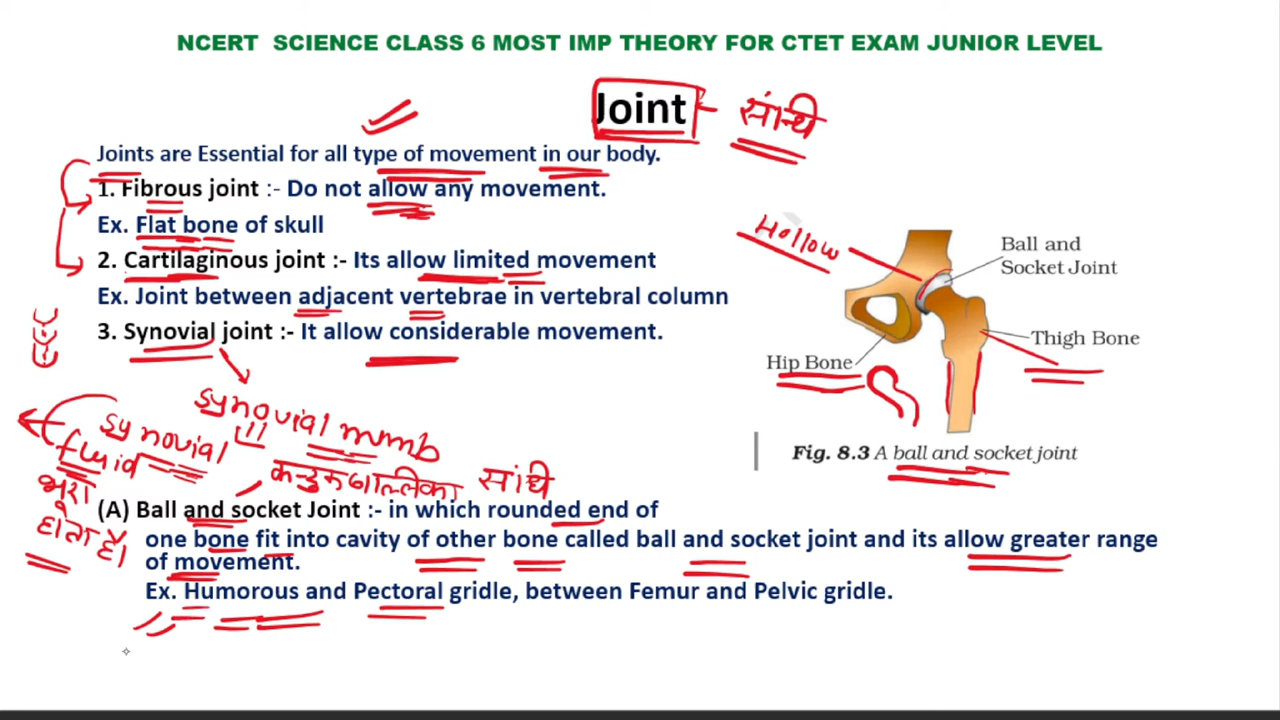 NCERT SCIENCE CLASS 6 MOST IMP THEORY FOR CTET EXAM JUNIOR LEVEL
Joint - संन्धी
Joints are Essential for all type of movement in our body.
1. Fibrous joint :- Do not allow any movement.
Ex. Flat bone of skull
2. Cartilaginous joint :- Its allow limited movement
Ex. Joint between adjacent vertebrae in vertebral column
3. Synovial joint :- It allow considerable movement.
Hollow
Ball and
Socket Joint
Thigh Bone
Hip Bone
Fig. 8.3 A ball and socket joint
synovial
synovial
fluid
भरा
होता है।
संधि
(A) Ball and socket Joint :- in which rounded end of
one bone fit into cavity of other bone called ball and socket joint and its allow greater range
of movement.
Ex. Humorous and Pectoral gridle, between Femur and Pelvic gridle.